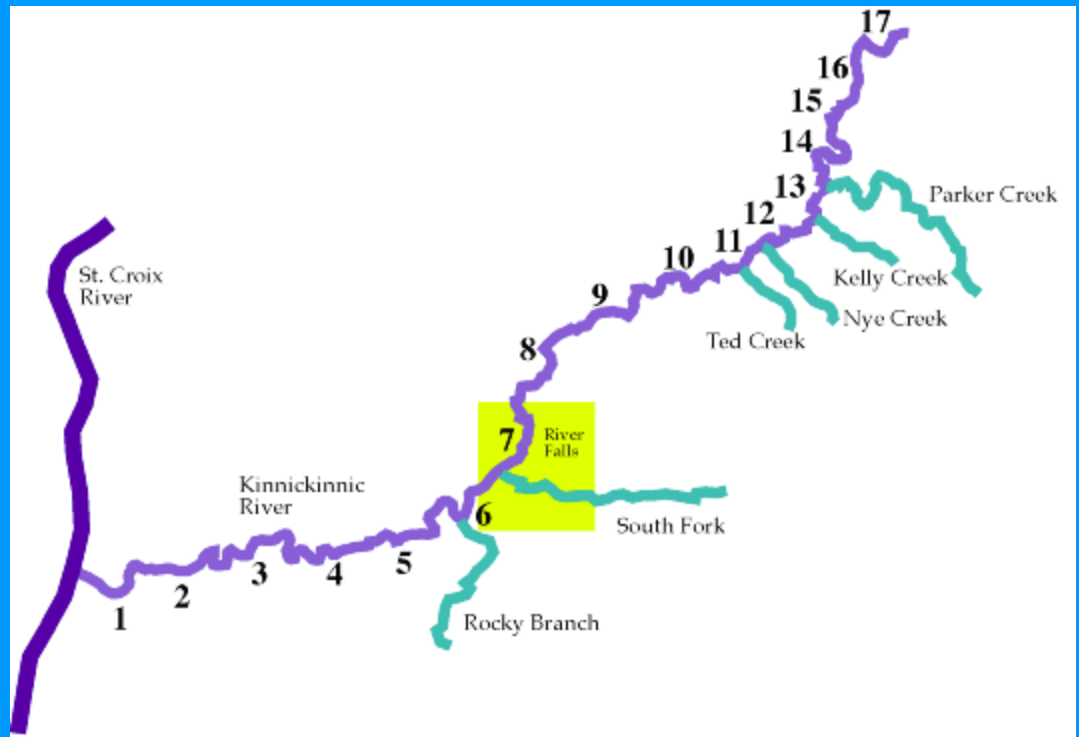 17
16
15
14
13
Parker Creek
12
11
10
Kelly Creek
St. Croix
River
9
Nye Creek
Ted Creek
8
7
River
Falls
Kinnickinnic
River
6
South Fork
5
3
4
2
1
Rocky Branch